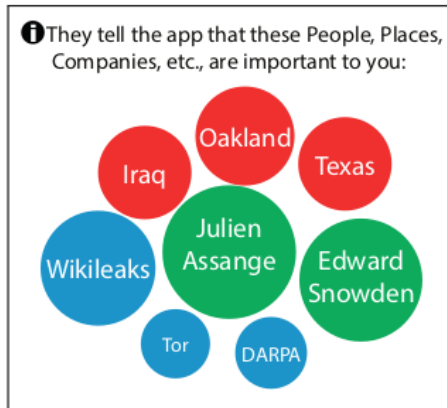 i They tell the app that these People, Places,
Companies, etc., are important to you:
Oakland
Iraq
Texas
Julien
Assange
Wikileaks
Edward
Snowden
Tor
DARPA